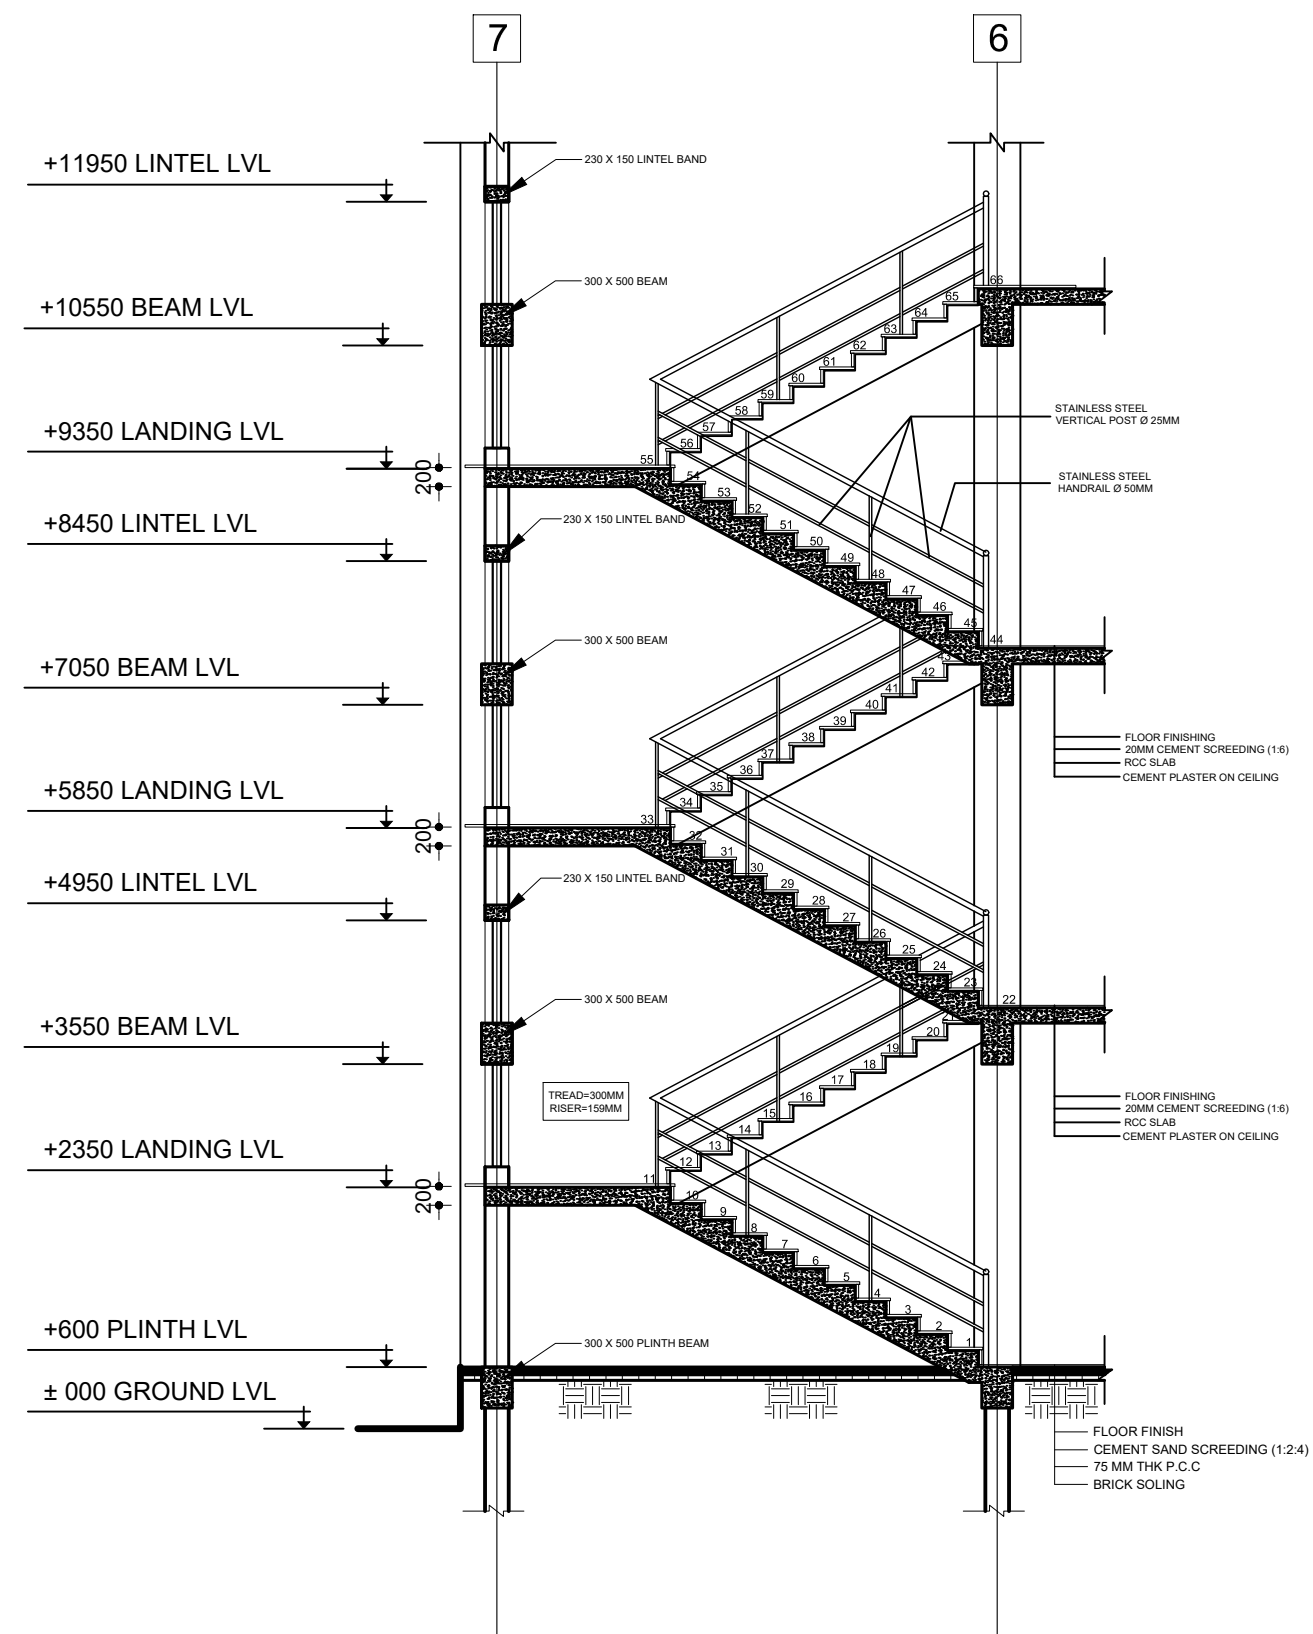 7
6
+11950 LINTEL LVL
230 X 150 LINTEL BAND
+10550 BEAM LVL
300 X 500 BEAM
66
65
64
63
62
61
60
59
58
57
56
55
STAINLESS STEEL
VERTICAL POST Ø 25MM
+9350 LANDING LVL
200
STAINLESS STEEL
HANDRAIL Ø 50MM
54
53
52
51
50
49
48
47
46
45
44
+8450 LINTEL LVL
230 X 150 LINTEL BAND
+7050 BEAM LVL
300 X 500 BEAM
43
42
41
40
39
38
37
36
35
34
33
FLOOR FINISHING
20MM CEMENT SCREEDING (1:6)
RCC SLAB
CEMENT PLASTER ON CEILING
+5850 LANDING LVL
200
32
31
30
29
28
27
26
25
24
23
22
+4950 LINTEL LVL
230 X 150 LINTEL BAND
+3550 BEAM LVL
300 X 500 BEAM
20
19
18
17
16
15
14
13
12
11
TREAD=300MM
RISER=159MM
FLOOR FINISHING
20MM CEMENT SCREEDING (1:6)
RCC SLAB
CEMENT PLASTER ON CEILING
+2350 LANDING LVL
200
10
9
8
7
6
5
4
3
2
1
+600 PLINTH LVL
300 X 500 PLINTH BEAM
± 000 GROUND LVL
FLOOR FINISH
CEMENT SAND SCREEDING (1:2:4)
75 MM THK P.C.C
BRICK SOLING